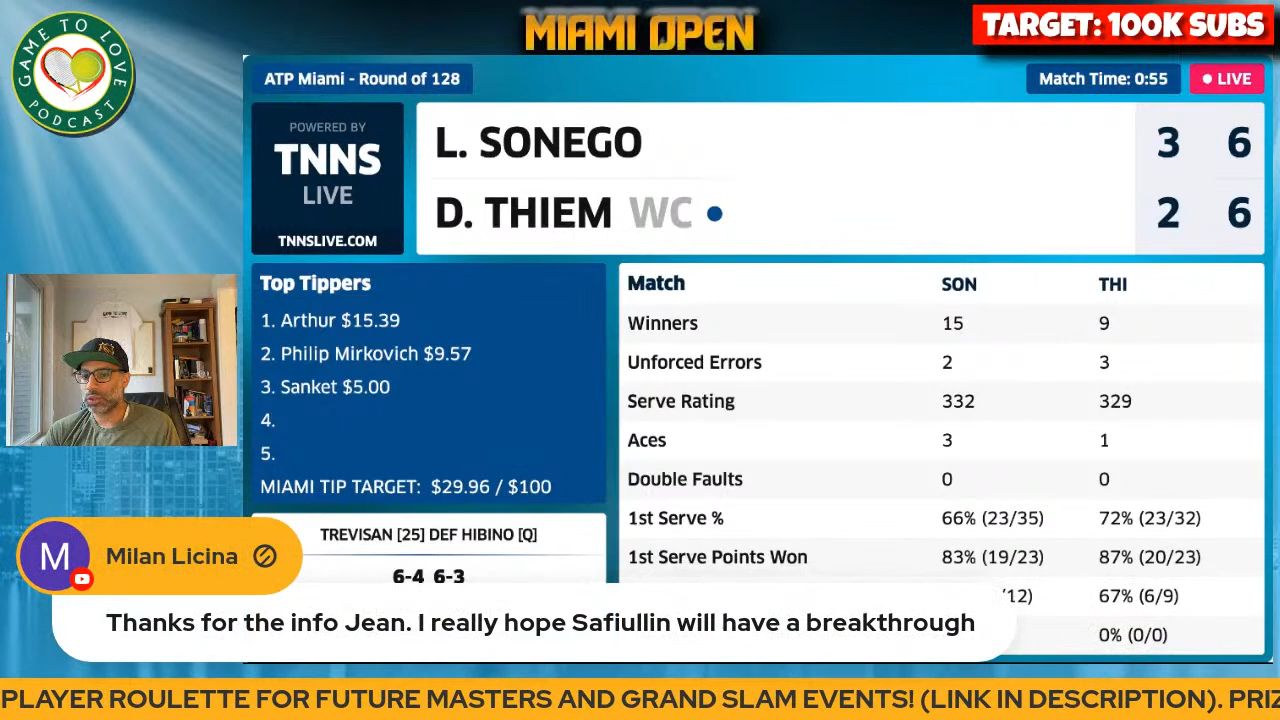 GAME TO LOVE
PODCAST
MIAMI OPEN
TARGET: 100K SUBS
ATP Miami - Round of 128
Match Time: 0:55
LIVE
POWERED BY
TNNS
LIVE
TNNSLIVE.COM
L. SONEGO 3 6
D. THIEM WC 2 6
Top Tippers
1. Arthur $15.39
2. Philip Mirkovich $9.57
3. Sanket $5.00
4.
5.
MIAMI TIP TARGET: $29.96 / $100
TREVISAN [25] DEF HIBINO [Q]
6-4 6-3
Match SON THI
Winners 15 9
Unforced Errors 2 3
Serve Rating 332 329
Aces 3 1
Double Faults 0 0
1st Serve % 66% (23/35) 72% (23/32)
1st Serve Points Won 83% (19/23) 87% (20/23)
/12) 67% (6/9)
0% (0/0)
M Milan Licina
Thanks for the info Jean. I really hope Safiullin will have a breakthrough
PLAYER ROULETTE FOR FUTURE MASTERS AND GRAND SLAM EVENTS! (LINK IN DESCRIPTION). PRIZ